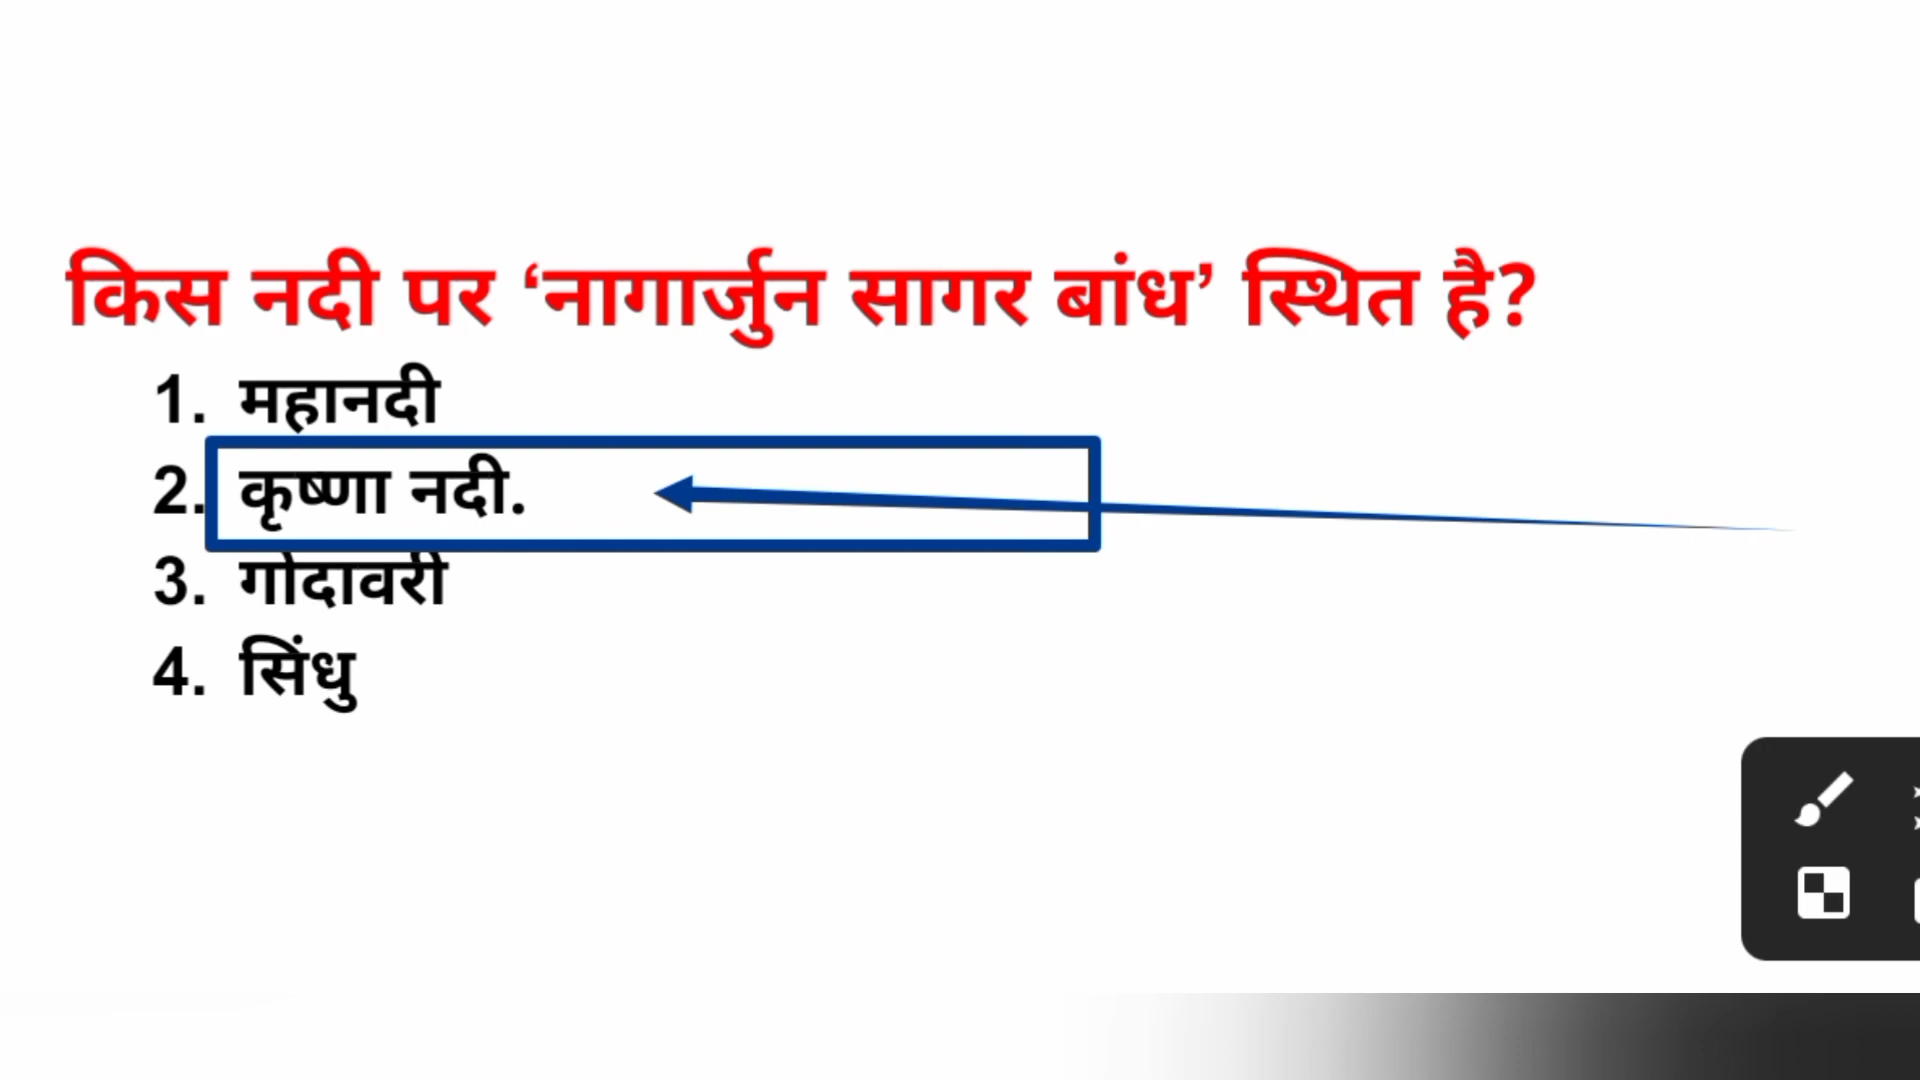 किस नदी पर ‘नागार्जुन सागर बांध’ स्थित है?
1. महानदी
2. कृष्णा नदी.
3. गोदावरी
4. सिंधु